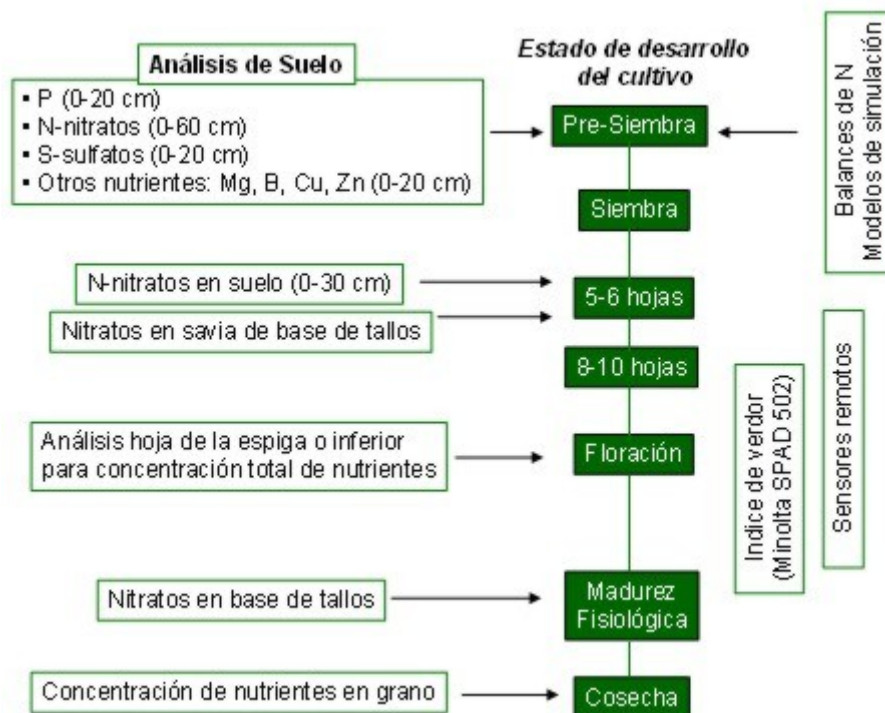 Estado de desarrollo
del cultivo
Análisis de Suelo
▪ P (0-20 cm)
▪ N-nitratos (0-60 cm)
▪ S-sulfatos (0-20 cm)
▪ Otros nutrientes: Mg, B, Cu, Zn (0-20 cm)
Pre-Siembra
Balances de N
Modelos de simulación
Siembra
N-nitratos en suelo (0-30 cm)
5-6 hojas
Nitratos en savia de base de tallos
8-10 hojas
Indice de verdor
(Minolta SPAD 502)
Sensores remotos
Análisis hoja de la espiga o inferior
para concentración total de nutrientes
Floración
Nitratos en base de tallos
Madurez
Fisiológica
Concentración de nutrientes en grano
Cosecha